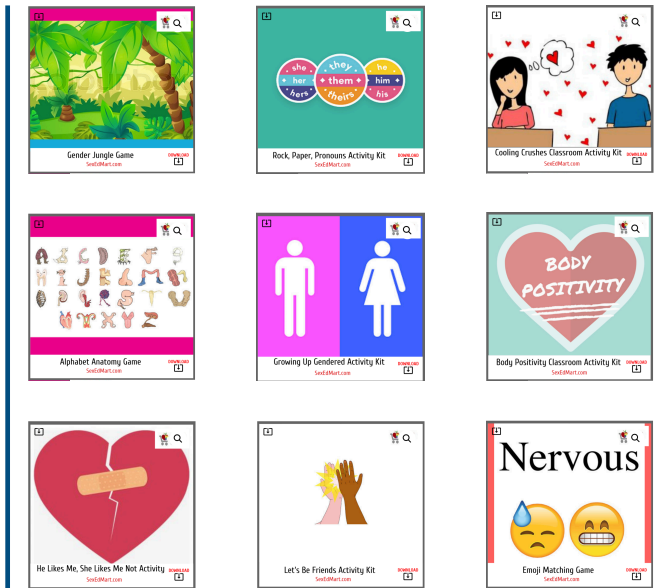 Gender Jungle Game
SexEdMart.com
DOWNLOAD
she
her
hers
they
them
theirs
he
him
his
Rock, Paper, Pronouns Activity Kit
SexEdMart.com
DOWNLOAD
Cooling Crushes Classroom Activity Kit
SexEdMart.com
DOWNLOAD
A B C D E F G
H I J K L M N
O P Q R S T U
V W X Y Z
Alphabet Anatomy Game
SexEdMart.com
DOWNLOAD
Growing Up Gendered Activity Kit
SexEdMart.com
DOWNLOAD
BODY
POSITIVITY
Body Positivity Classroom Activity Kit
SexEdMart.com
DOWNLOAD
He Likes Me, She Likes Me Not Activity
SexEdMart.com
DOWNLOAD
Let's Be Friends Activity Kit
SexEdMart.com
DOWNLOAD
Nervous
Emoji Matching Game
SexEdMart.com
DOWNLOAD